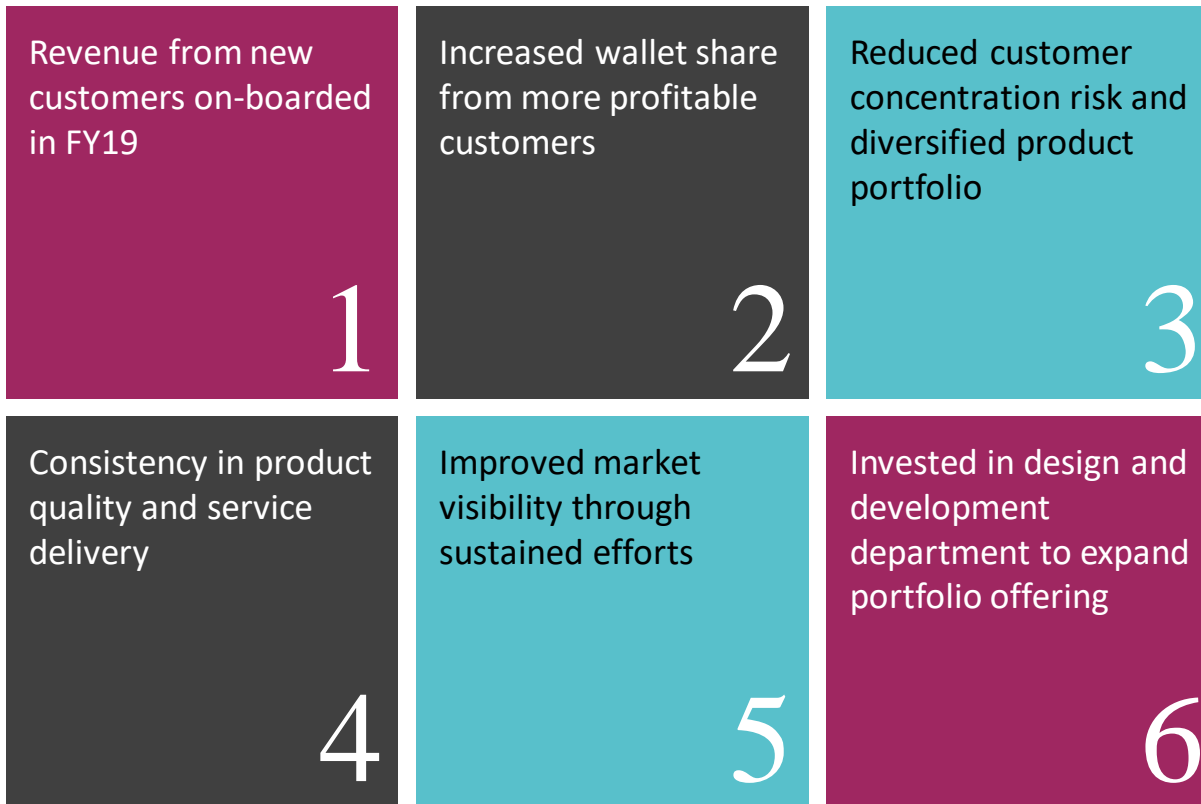 Revenue from new
customers on-boarded
in FY19
1
Increased wallet share
from more profitable
customers
2
Reduced customer
concentration risk and
diversified product
portfolio
3
Consistency in product
quality and service
delivery
4
Improved market
visibility through
sustained efforts
5
Invested in design and
development
department to expand
portfolio offering
6